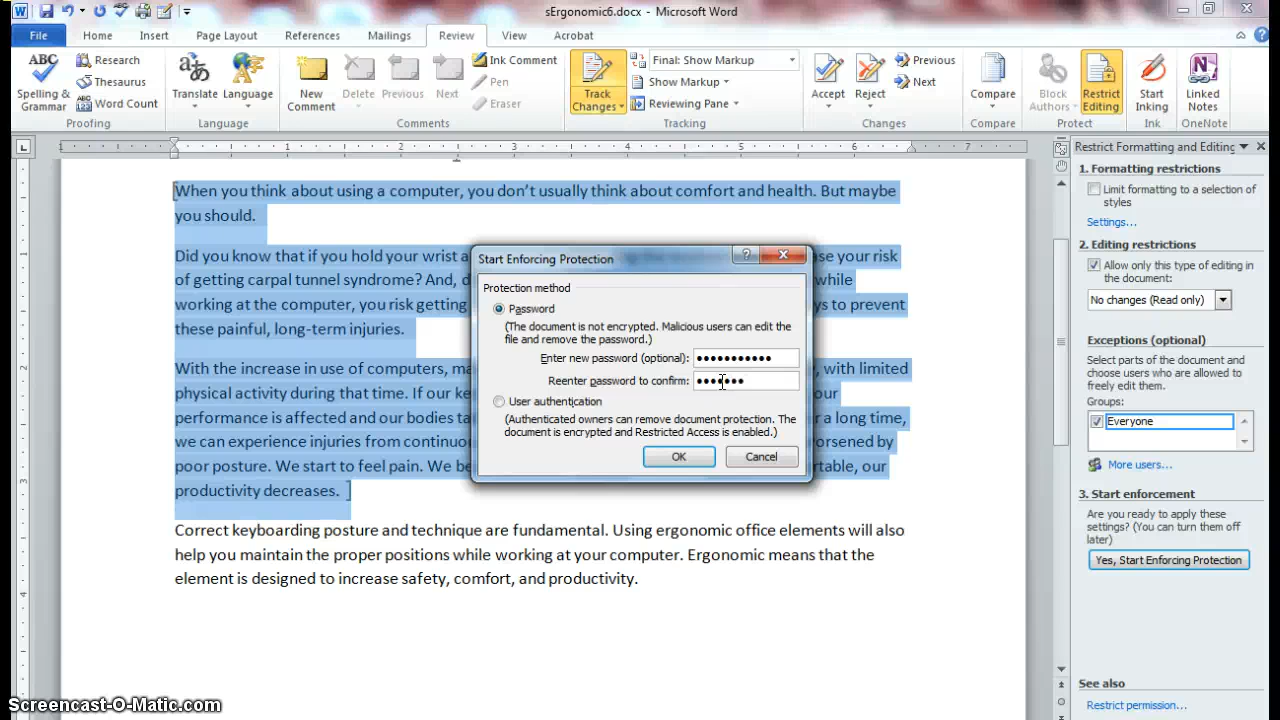 sErgonomic6.docx - Microsoft Word
File Home Insert Page Layout References Mailings Review View Acrobat
ABC
Spelling & Grammar
Research
Thesaurus
Word Count
Proofing
Translate
Language
Language
New Comment
Delete
Previous
Next
Ink Comment
Pen
Eraser
Comments
Track Changes
Final: Show Markup
Show Markup
Reviewing Pane
Tracking
Accept
Reject
Previous
Next
Changes
Compare
Compare
Block Authors
Restrict Editing
Protect
Start Inking
Ink
Linked Notes
OneNote
1 1 2 3 4 5 6 7
When you think about using a computer, you don't usually think about comfort and health. But maybe
you should.
Did you know that if you hold your wrist a
ase your risk
of getting carpal tunnel syndrome? And, d
while
working at the computer, you risk getting
ys to prevent
these painful, long-term injuries.
With the increase in use of computers, ma
, with limited
physical activity during that time. If our ke
our
performance is affected and our bodies ta
r a long time,
we can experience injuries from continuo
orsened by
poor posture. We start to feel pain. We be
rtable, our
productivity decreases.
Correct keyboarding posture and technique are fundamental. Using ergonomic office elements will also
help you maintain the proper positions while working at your computer. Ergonomic means that the
element is designed to increase safety, comfort, and productivity.
Start Enforcing Protection
Protection method
Password
(The document is not encrypted. Malicious users can edit the
file and remove the password.)
Enter new password (optional): •••••••••••
Reenter password to confirm: •••••••
User authentication
(Authenticated owners can remove document protection. The
document is encrypted and Restricted Access is enabled.)
OK
Cancel
Restrict Formatting and Editing
1. Formatting restrictions
Limit formatting to a selection of
styles
Settings...
2. Editing restrictions
Allow only this type of editing in
the document:
No changes (Read only)
Exceptions (optional)
Select parts of the document and
choose users who are allowed to
freely edit them.
Groups:
Everyone
More users...
3. Start enforcement
Are you ready to apply these
settings? (You can turn them off
later)
Yes, Start Enforcing Protection
See also
Restrict permission...
Screencast-O-Matic.com